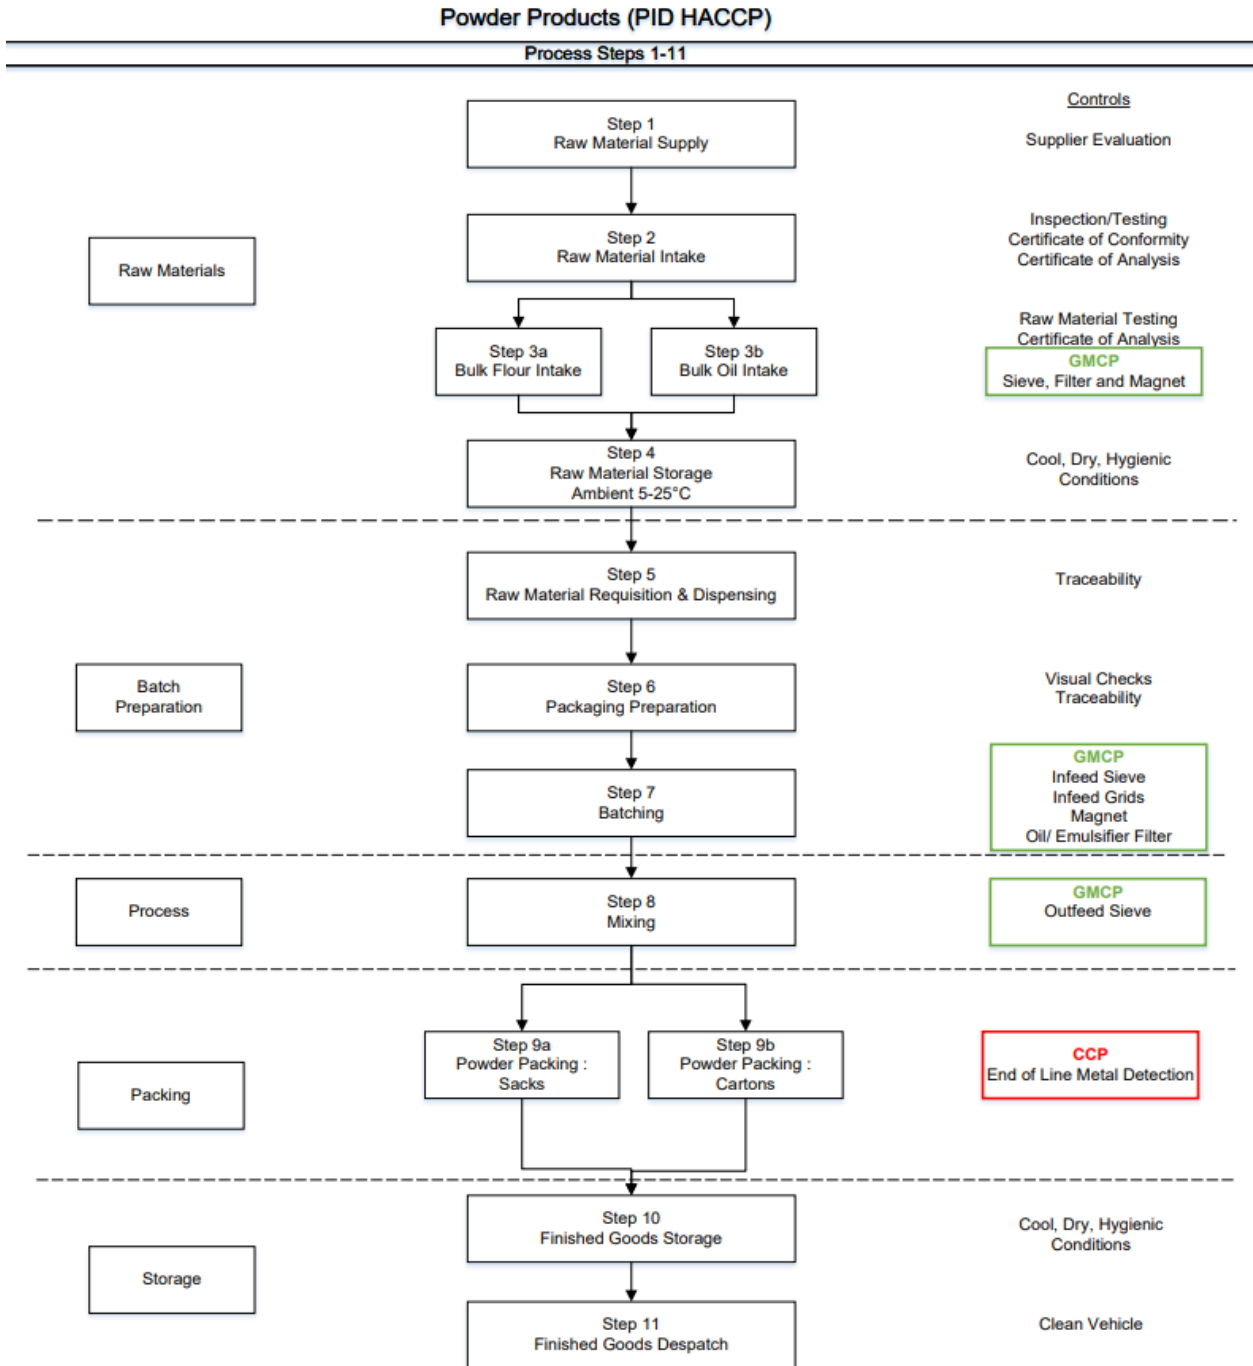 Powder Products (PID HACCP)
Process Steps 1-11
Controls
Step 1
Raw Material Supply
Supplier Evaluation
Raw Materials
Step 2
Raw Material Intake
Inspection/Testing
Certificate of Conformity
Certificate of Analysis
Step 3a
Bulk Flour Intake
Step 3b
Bulk Oil Intake
Raw Material Testing
Certificate of Analysis
GMCP
Sieve, Filter and Magnet
Step 4
Raw Material Storage
Ambient 5-25°C
Cool, Dry, Hygienic
Conditions
Step 5
Raw Material Requisition & Dispensing
Traceability
Batch
Preparation
Step 6
Packaging Preparation
Visual Checks
Traceability
Step 7
Batching
GMCP
Infeed Sieve
Infeed Grids
Magnet
Oil/ Emulsifier Filter
Process
Step 8
Mixing
GMCP
Outfeed Sieve
Packing
Step 9a
Powder Packing :
Sacks
Step 9b
Powder Packing :
Cartons
CCP
End of Line Metal Detection
Storage
Step 10
Finished Goods Storage
Cool, Dry, Hygienic
Conditions
Step 11
Finished Goods Despatch
Clean Vehicle